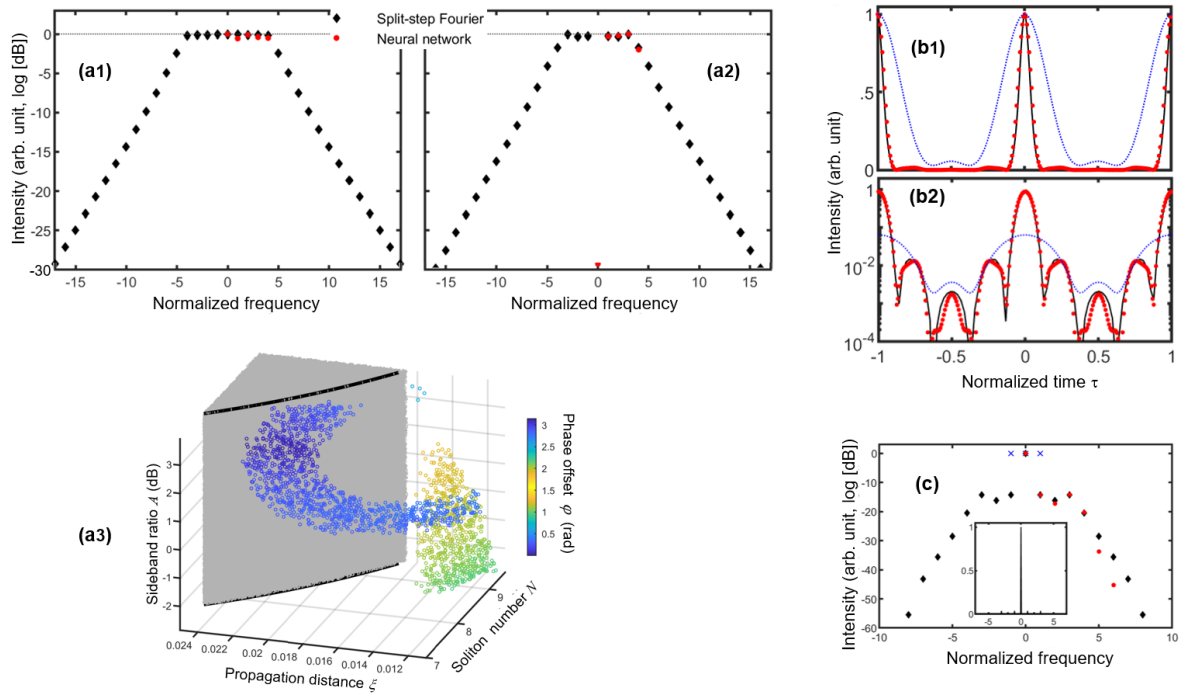 Split-step Fourier
Neural network
(a1)
Intensity (arb. unit, log [dB])
0
-5
-10
-15
-20
-25
-30
-15 -10 -5 0 5 10 15
Normalized frequency
(a2)
-15 -10 -5 0 5 10 15
Normalized frequency
(b1)
Intensity (arb. unit)
1
.5
0
(b2)
1
10-2
10-4
-1 -0.5 0 0.5 1
Normalized time τ
(a3)
Sideband ratio A (dB)
3
2
1
0
-1
-2
0.024 0.022 0.02 0.018 0.016 0.014 0.012
Propagation distance ξ
7 8 9
Soliton number N
3
2.5
2
1.5
1
0.5
Phase offset φ (rad)
(c)
Intensity (arb. unit, log [dB])
0
-10
-20
-30
-40
-50
-60
1
0.5
0
-5 0 5
-10 -5 0 5 10
Normalized frequency